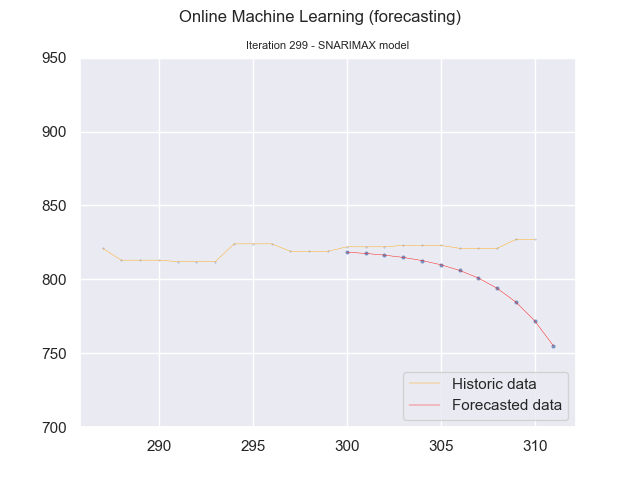 Online Machine Learning (forecasting)
Iteration 299 - SNARIMAX model
950
900
850
800
750
700
290
295
300
305
310
Historic data
Forecasted data